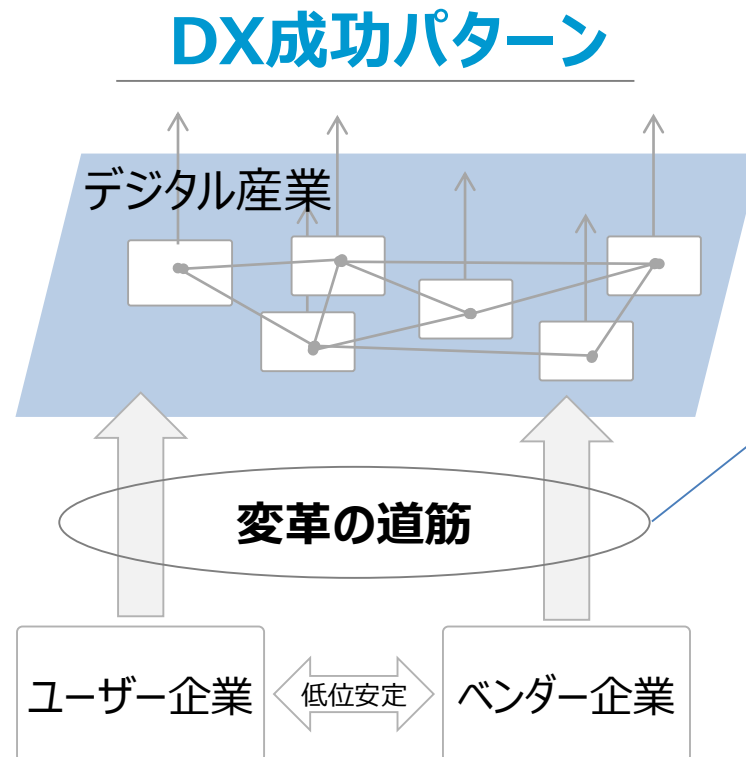 DX成功パターン
デジタル産業
変革の道筋
ユーザー企業
低位安定
ベンダー企業